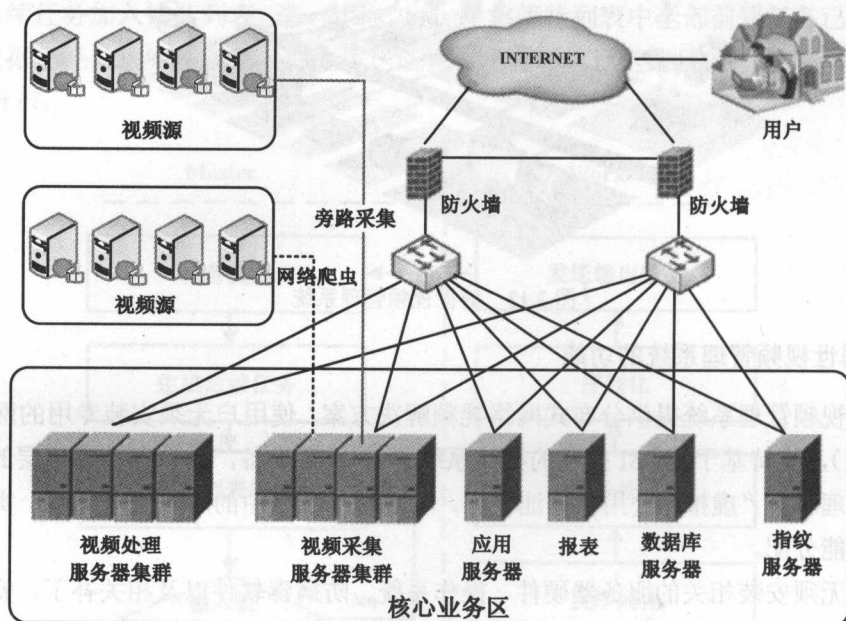 视频源
INTERNET
用户
防火墙
防火墙
旁路采集
网络爬虫
视频源
视频处理
服务器集群
视频采集
服务器集群
应用
服务器
报表
数据库
服务器
指纹
服务器
核心业务区